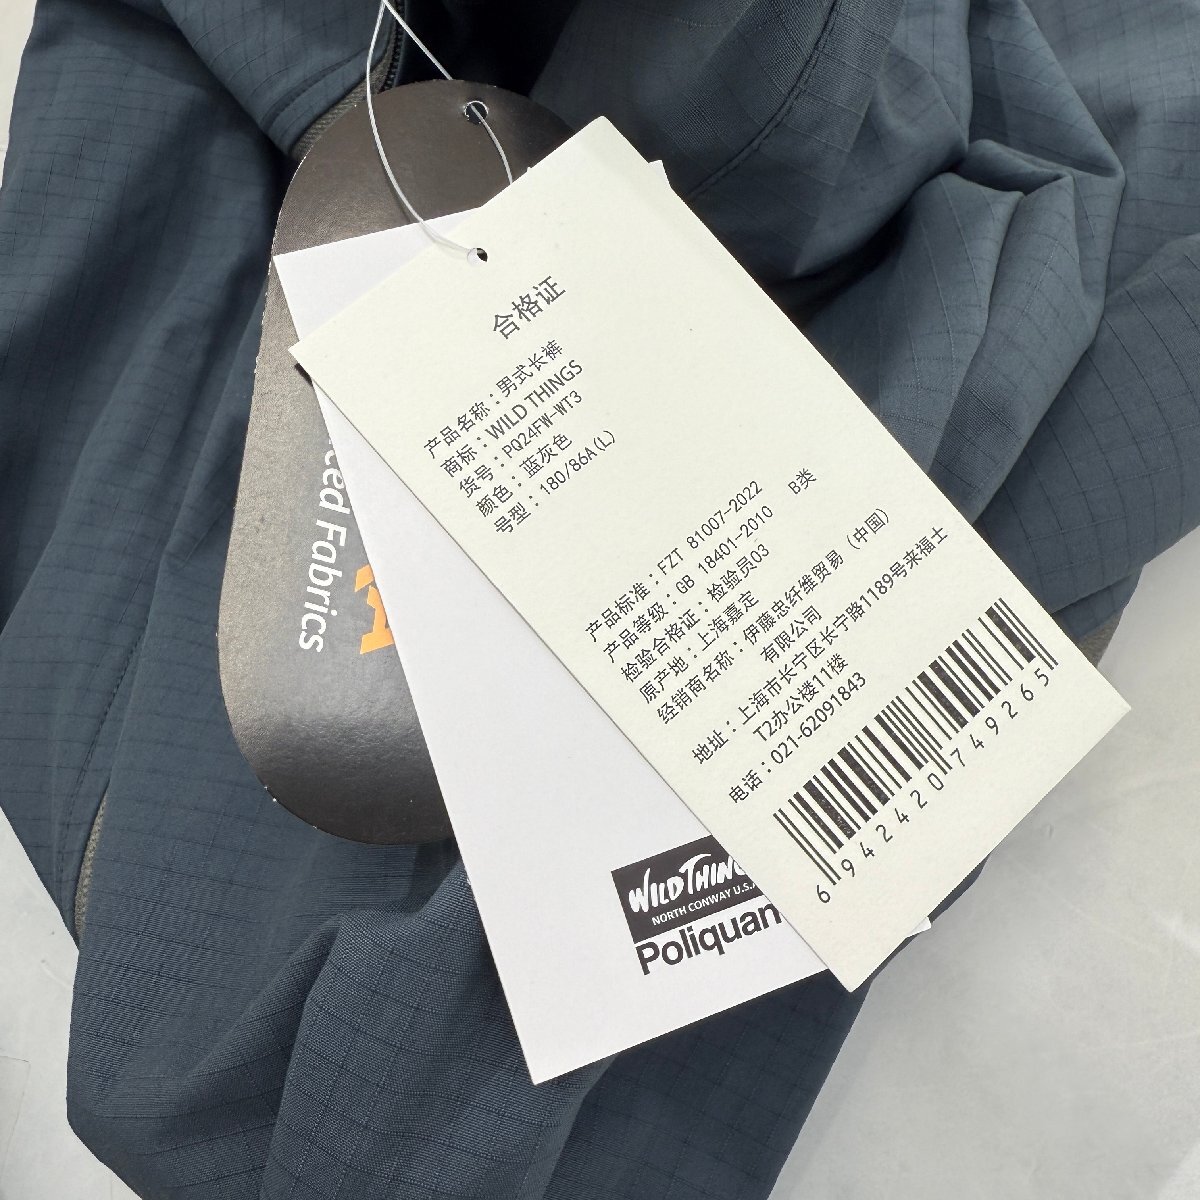 合格证
产品名称：男式长裤
商标：WILD THINGS
货号：PQ24FW-WT3
颜色：蓝灰色
号型：180/86A(L)
产品标准：FZT 81007-2022
产品等级：GB 18401-2010 B类
检验合格证：检验员03
原产地：上海嘉定
经销商名称：伊藤忠纤维贸易（中国）
有限公司
地址：上海市长宁区长宁路1189号来福士
T2办公楼11楼
电话：021-62091843
6942420749265
Fabrics
WILD THING
NORTH CONWAY U.S.A
Poliquan